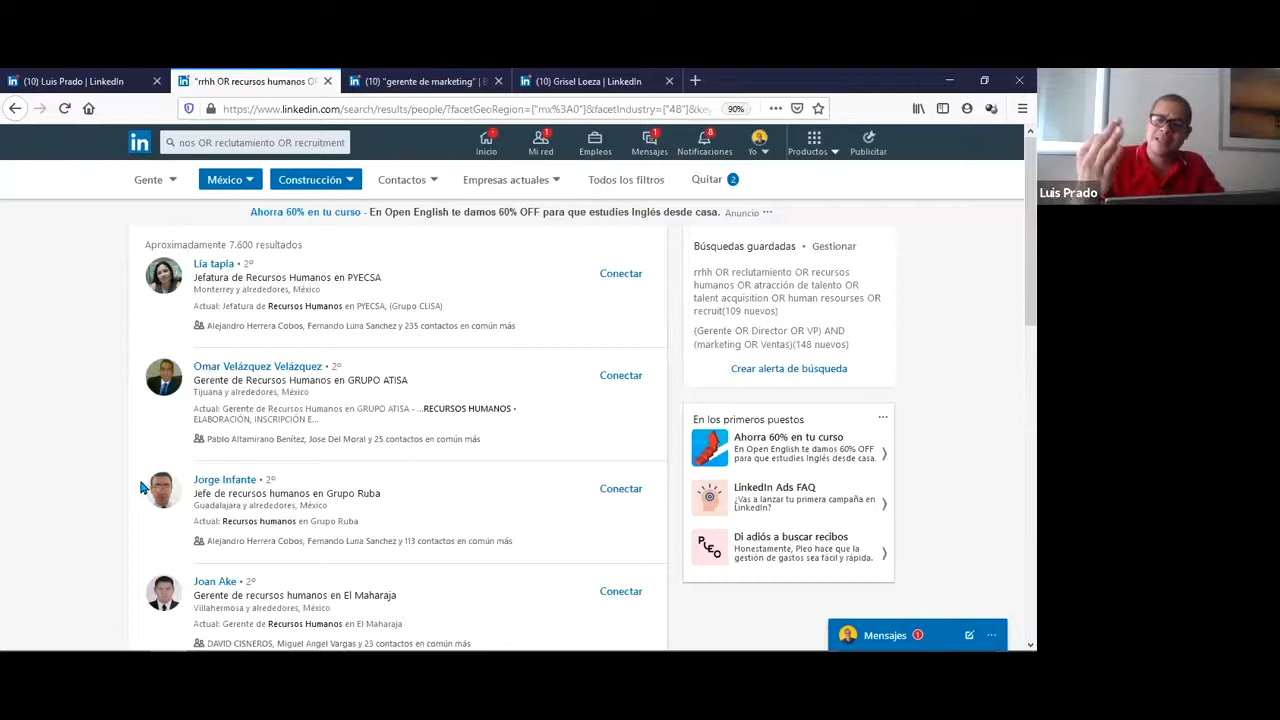 (10) Luis Prado | LinkedIn
"rrhh OR recursos humanos OR
(10) "gerente de marketing" | B
(10) Grisel Loeza | LinkedIn
https://www.linkedin.com/search/results/people/?facetGeoRegion=["mx%3A0"]&facetIndustry=["48"]&key
90%
in
nos OR reclutamiento OR recruitment
Inicio
1
Mi red
Empleos
1
Mensajes
8
Notificaciones
Yo
Productos
Publicitar
Luis Prado
Gente
México
Construcción
Contactos
Empresas actuales
Todos los filtros
Quitar 2
Ahorra 60% en tu curso - En Open English te damos 60% OFF para que estudies Inglés desde casa. Anuncio ···
Aproximadamente 7.600 resultados
Lía tapia • 2º
Jefatura de Recursos Humanos en PYECSA
Monterrey y alrededores, México
Actual: Jefatura de Recursos Humanos en PYECSA, (Grupo CLISA)
Alejandro Herrera Cobos, Fernando Luna Sanchez y 235 contactos en común más
Conectar
Omar Velázquez Velázquez • 2º
Gerente de Recursos Humanos en GRUPO ATISA
Tijuana y alrededores, México
Actual: Gerente de Recursos Humanos en GRUPO ATISA - ...RECURSOS HUMANOS •
ELABORACIÓN, INSCRIPCIÓN E...
Pablo Altamirano Benítez, Jose Del Moral y 25 contactos en común más
Conectar
Jorge Infante • 2º
Jefe de recursos humanos en Grupo Ruba
Guadalajara y alrededores, México
Actual: Recursos humanos en Grupo Ruba
Alejandro Herrera Cobos, Fernando Luna Sanchez y 113 contactos en común más
Conectar
Joan Ake • 2º
Gerente de recursos humanos en El Maharaja
Villahermosa y alrededores, México
Actual: Gerente de Recursos Humanos en El Maharaja
DAVID CISNEROS, Miguel Angel Vargas y 23 contactos en común más
Conectar
Búsquedas guardadas • Gestionar
rrhh OR reclutamiento OR recursos
humanos OR atracción de talento OR
talent acquisition OR human resourses OR
recruit(109 nuevos)
(Gerente OR Director OR VP) AND
(marketing OR Ventas)(148 nuevos)
Crear alerta de búsqueda
En los primeros puestos
Ahorra 60% en tu curso
En Open English te damos 60% OFF
para que estudies Inglés desde casa.
LinkedIn Ads FAQ
¿Vas a lanzar tu primera campaña en
LinkedIn?
PLEO
Di adiós a buscar recibos
Honestamente, Pleo hace que la
gestión de gastos sea fácil y rápida.
Mensajes 1